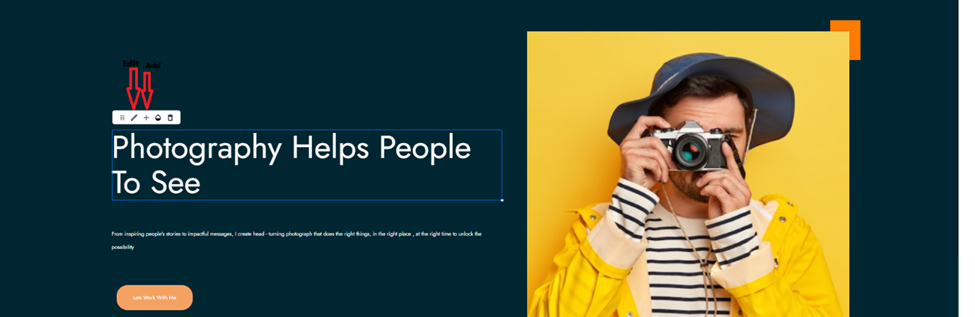 Edit Add
Photography Helps People
To See
From inspiring people's stories to impactful messages, I create head - turning photograph that does the right things, in the right place , at the right time to unlock the
possibility
Lets Work With Me